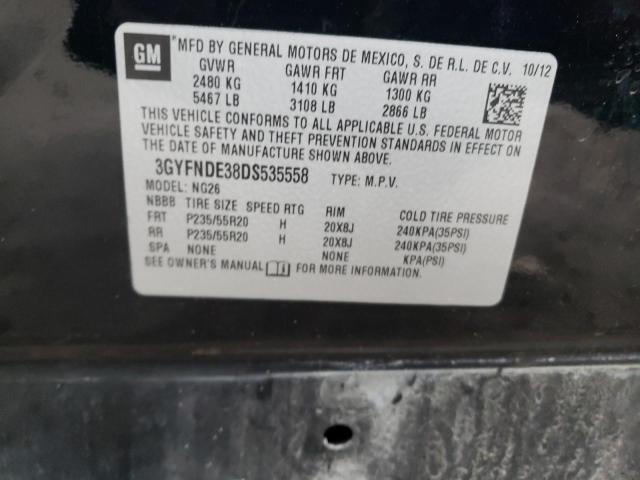 GM
*MFD BY GENERAL MOTORS DE MEXICO, S. DE R.L. DE C.V. 10/12
GVWR GAWR FRT GAWR RR
2480 KG 1410 KG 1300 KG
5467 LB 3108 LB 2866 LB
THIS VEHICLE CONFORMS TO ALL APPLICABLE U.S. FEDERAL MOTOR
VEHICLE SAFETY AND THEFT PREVENTION STANDARDS IN EFFECT ON
THE DATE OF MANUFACTURE SHOWN ABOVE.
3GYFNDE38DS535558 TYPE: M.P.V.
MODEL: NG26
NBBB TIRE SIZE SPEED RTG RIM COLD TIRE PRESSURE
FRT P235/55R20 H 20X8J 240KPA(35PSI)
RR P235/55R20 H 20X8J 240KPA(35PSI)
SPA NONE NONE KPA(PSI)
SEE OWNER'S MANUAL FOR MORE INFORMATION.